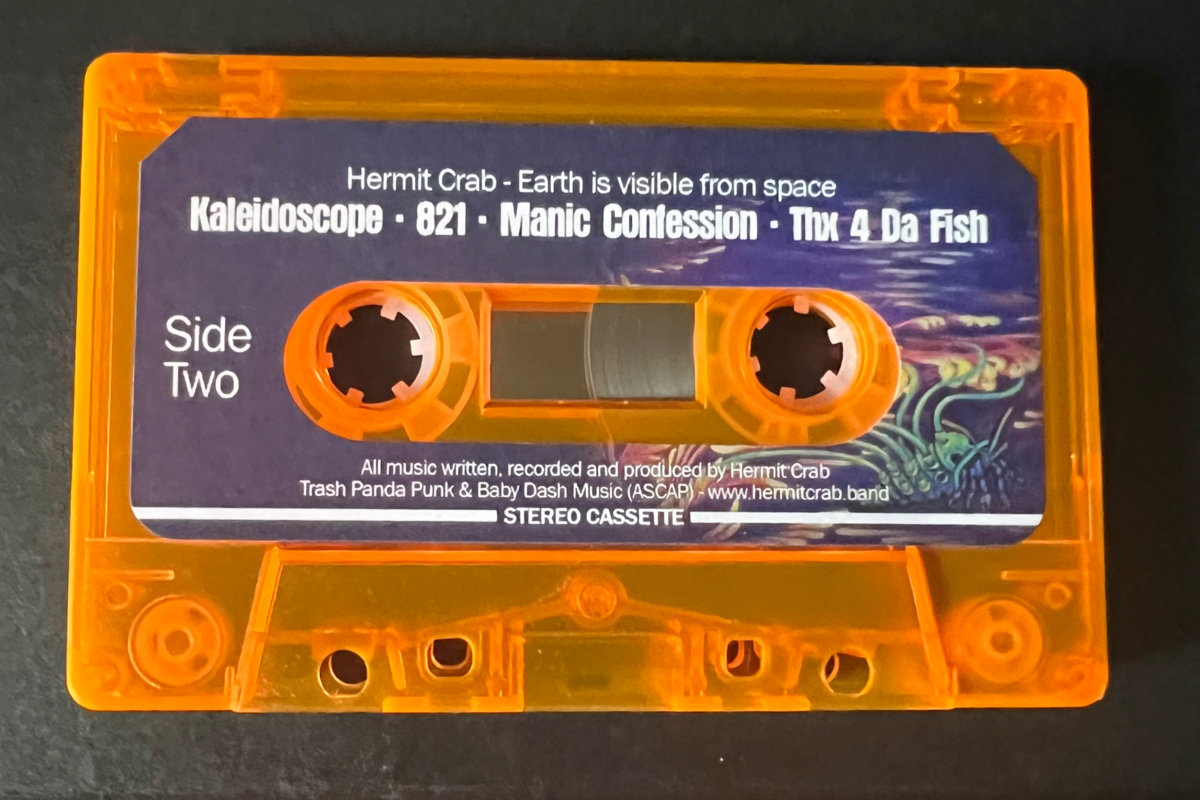 Hermit Crab - Earth is visible from space
Kaleidoscope · 821 · Manic Confession · Thx 4 Da Fish
Side
Two
All music written, recorded and produced by Hermit Crab
Trash Panda Punk & Baby Dash Music (ASCAP) - www.hermitcrab.band
STEREO CASSETTE